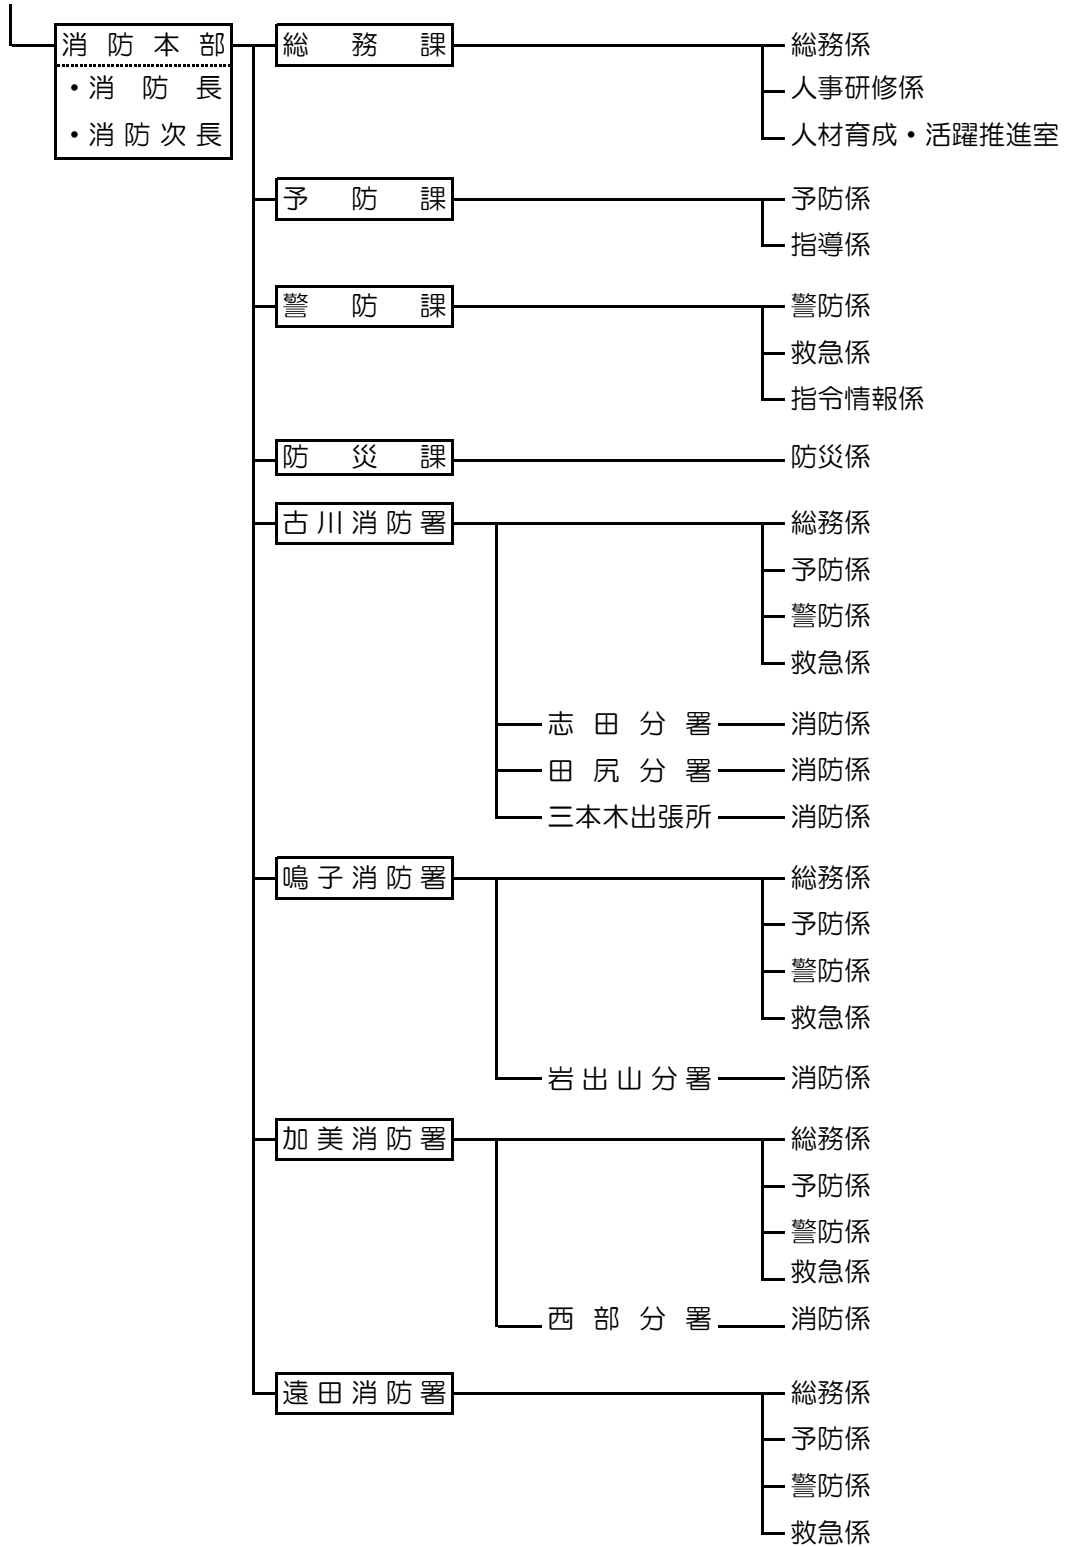 消防本部 総務課 総務係
・消防長 人事研修係
・消防次長 人材育成・活躍推進室
予防課 予防係
指導係
警防課 警防係
救急係
指令情報係
防災課 防災係
古川消防署 総務係
予防係
警防係
救急係
志田分署 消防係
田尻分署 消防係
三本木出張所 消防係
鳴子消防署 総務係
予防係
警防係
救急係
岩出山分署 消防係
加美消防署 総務係
予防係
警防係
救急係
西部分署 消防係
遠田消防署 総務係
予防係
警防係
救急係